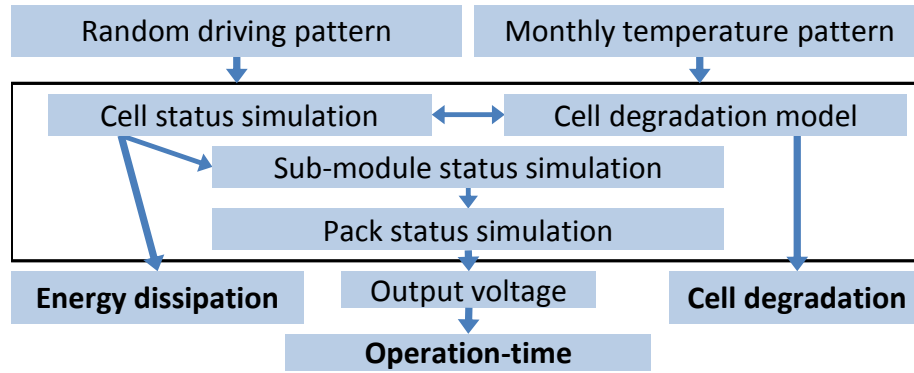 Random driving pattern
Monthly temperature pattern
Cell status simulation
Cell degradation model
Sub-module status simulation
Pack status simulation
Energy dissipation
Output voltage
Cell degradation
Operation-time